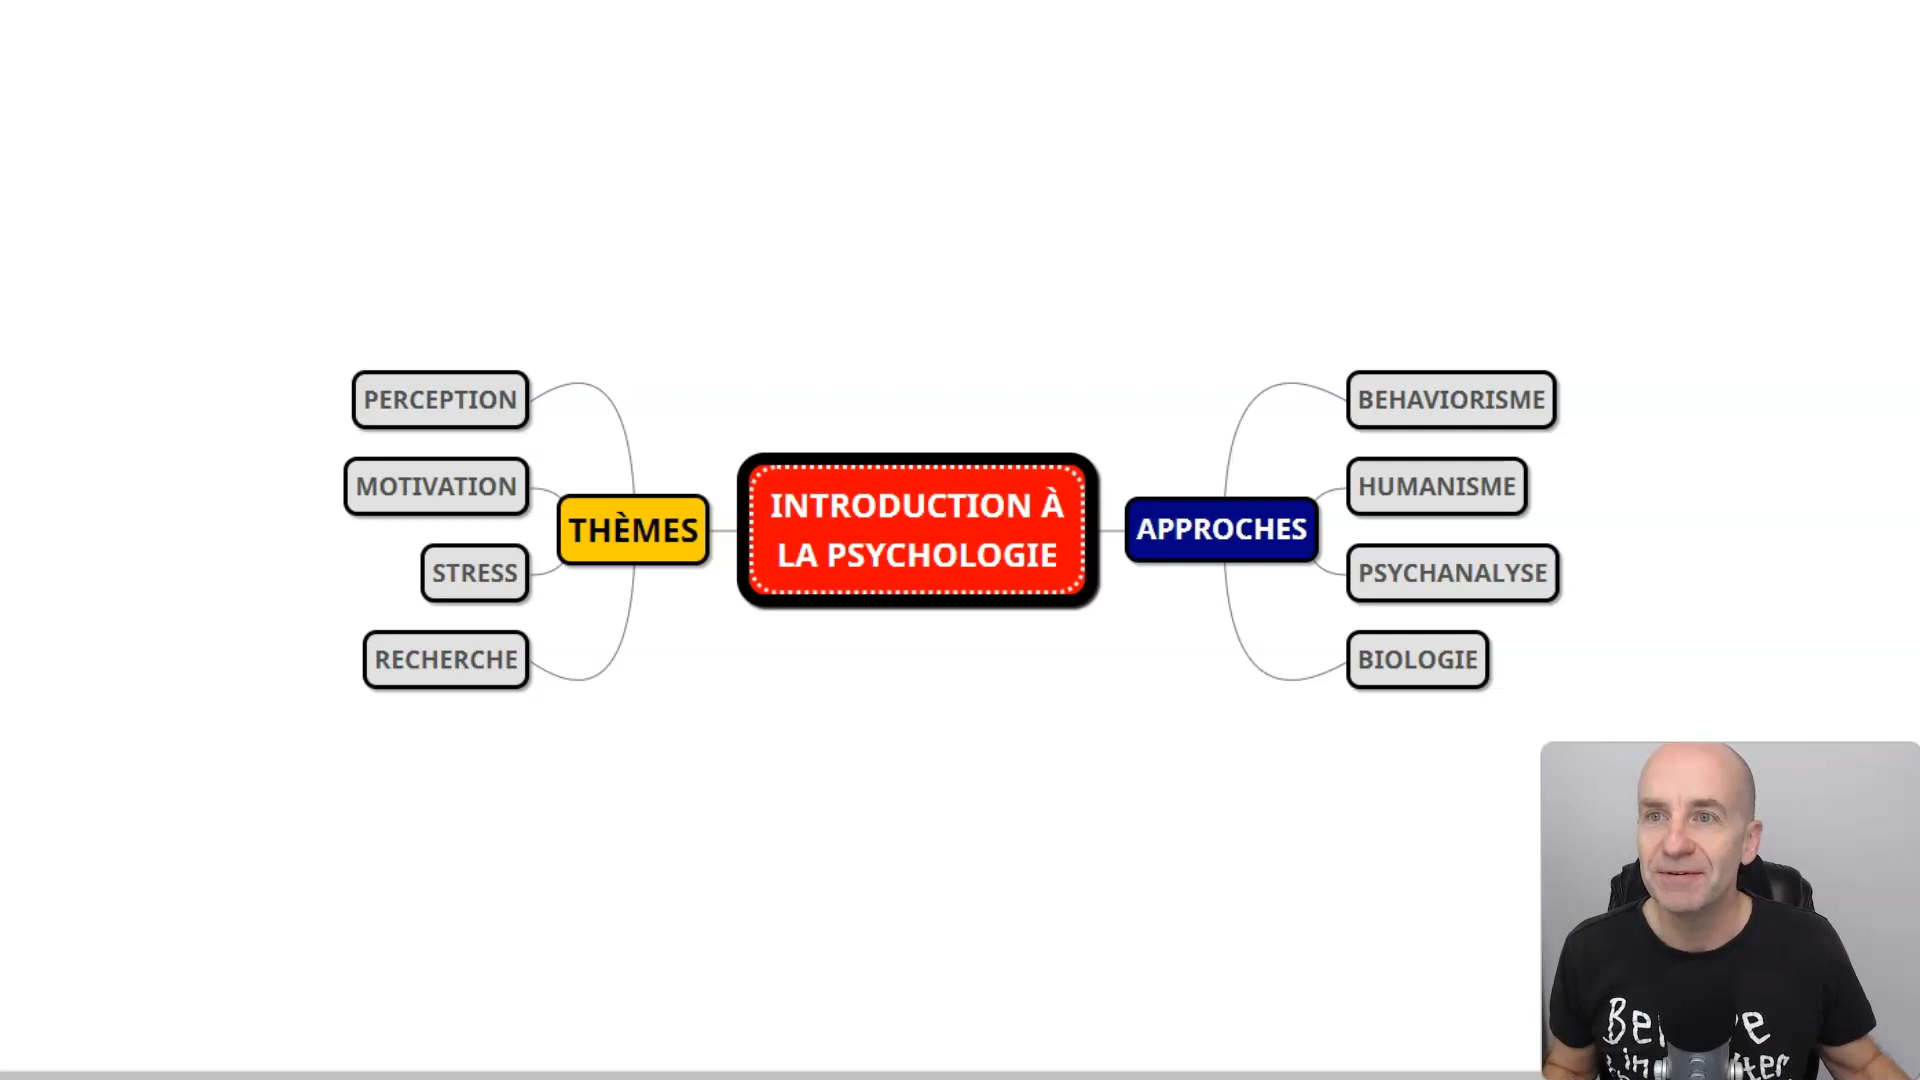 PERCEPTION
MOTIVATION
STRESS
RECHERCHE
THÈMES
INTRODUCTION À
LA PSYCHOLOGIE
APPROCHES
BEHAVIORISME
HUMANISME
PSYCHANALYSE
BIOLOGIE